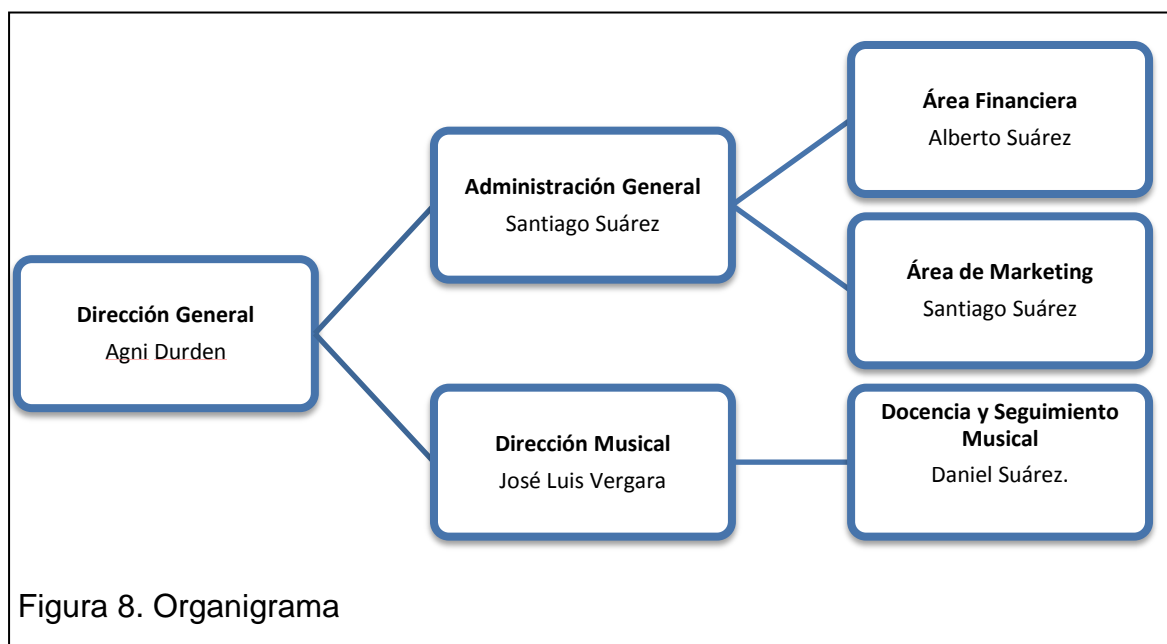 Dirección General
Agni Durden
Administración General
Santiago Suárez
Dirección Musical
José Luis Vergara
Área Financiera
Alberto Suárez
Área de Marketing
Santiago Suárez
Docencia y Seguimiento
Musical
Daniel Suárez.
Figura 8. Organigrama